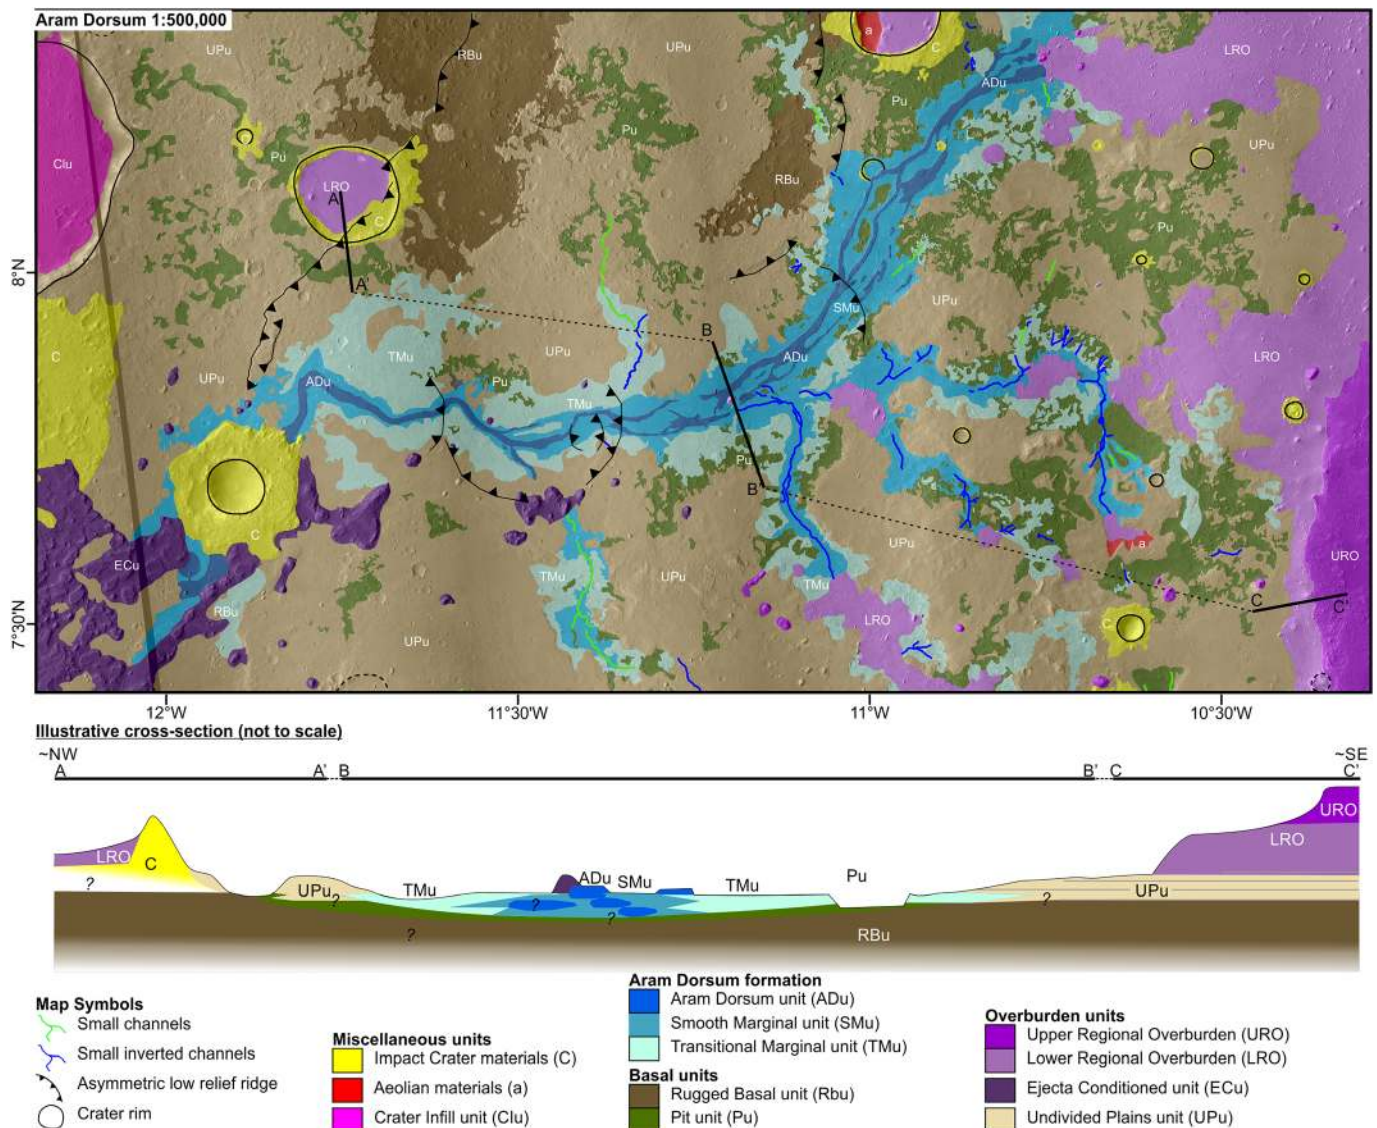 Aram Dorsum 1:500,000
UPu
RBu
UPu
a
C
LRO
ADu
Clu
C
Pu
Pu
Pu
UPu
LRO
A
C
RBu
Pu
8°N
A'
UPu
SMu
B
C
TMu
UPu
ADu
LRO
UPu
ADu
Pu
TMu
Pu
B'
C
UPu
a
ECu
TMu
UPu
TMu
URO
RBu
C
C'
7°30'N
UPu
LRO
C
12°W
11°30'W
11°W
10°30'W
Illustrative cross-section (not to scale)
~NW
~SE
A
A'
B
B'
C
C'
URO
LRO
LRO
C
ADu
SMu
Pu
?
UPu
?
TMu
TMu
UPu
?
?
?
?
RBu
Map Symbols
Small channels
Small inverted channels
Asymmetric low relief ridge
Crater rim
Miscellaneous units
Impact Crater materials (C)
Aeolian materials (a)
Crater Infill unit (Clu)
Aram Dorsum formation
Aram Dorsum unit (ADu)
Smooth Marginal unit (SMu)
Transitional Marginal unit (TMu)
Basal units
Rugged Basal unit (Rbu)
Pit unit (Pu)
Overburden units
Upper Regional Overburden (URO)
Lower Regional Overburden (LRO)
Ejecta Conditioned unit (ECu)
Undivided Plains unit (UPu)